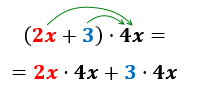 (2x + 3) · 4x =
= 2x · 4x + 3 · 4x